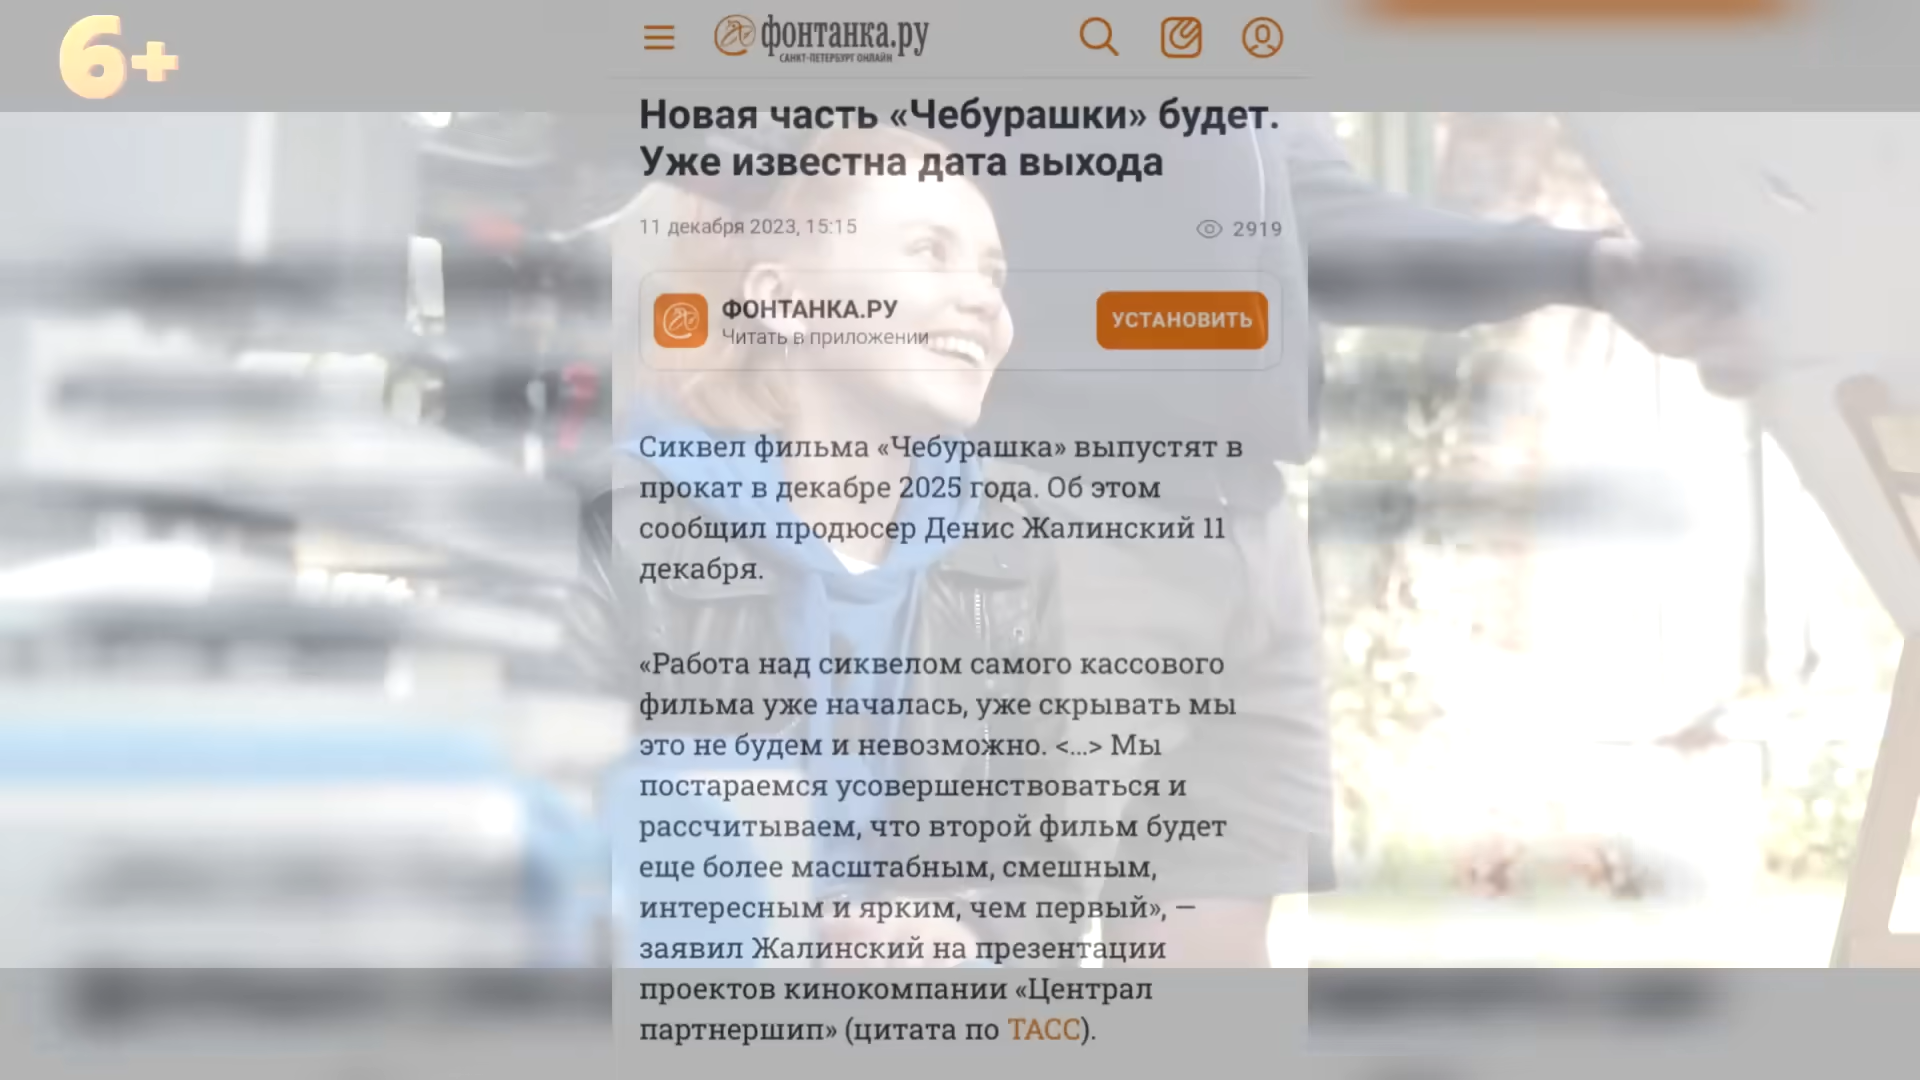 6+
фонтанка.ру
САНКТ-ПЕТЕРБУРГ ОНЛАЙН
Новая часть «Чебурашки» будет.
Уже известна дата выхода
11 декабря 2023, 15:15
2919
ФОНТАНКА.РУ
Читать в приложении
УСТАНОВИТЬ
Сиквел фильма «Чебурашка» выпустят в
прокат в декабре 2025 года. Об этом
сообщил продюсер Денис Жалинский 11
декабря.
«Работа над сиквелом самого кассового
фильма уже началась, уже скрывать мы
это не будем и невозможно. <...> Мы
постараемся усовершенствоваться и
рассчитываем, что второй фильм будет
еще более масштабным, смешным,
интересным и ярким, чем первый», —
заявил Жалинский на презентации
проектов кинокомпании «Централ
партнершип» (цитата по ТАСС).